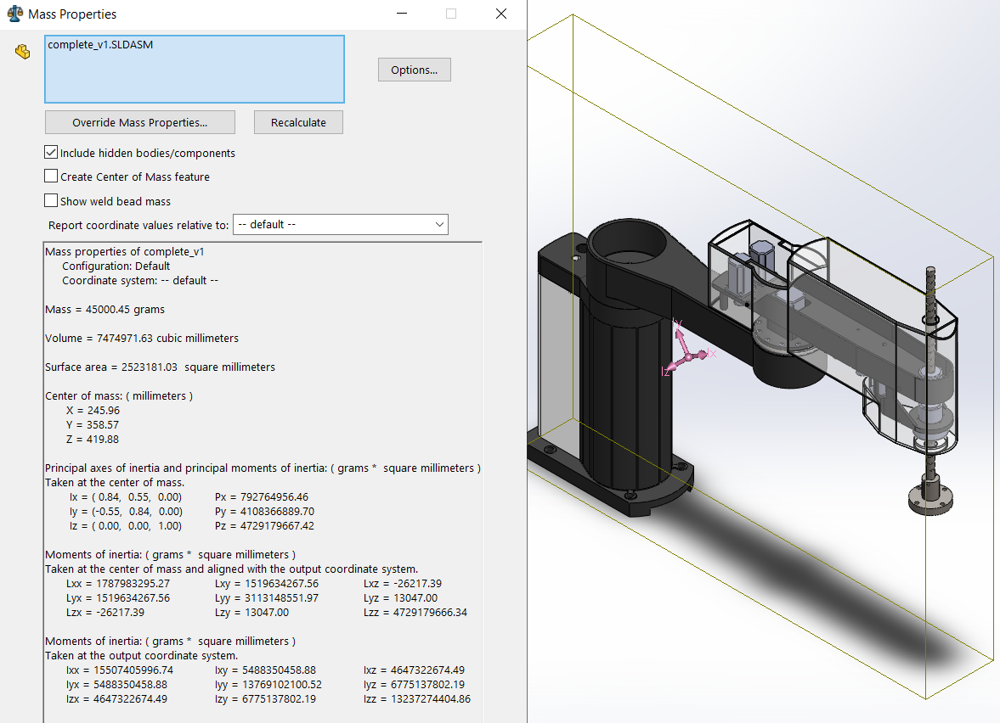 Mass Properties
complete_v1.SLDASM
Options...
Override Mass Properties...
Recalculate
Include hidden bodies/components
Create Center of Mass feature
Show weld bead mass
Report coordinate values relative to: -- default --
Mass properties of complete_v1
Configuration: Default
Coordinate system: -- default --
Mass = 45000.45 grams
Volume = 7474971.63 cubic millimeters
Surface area = 2523181.03 square millimeters
Center of mass: ( millimeters )
X = 245.96
Y = 358.57
Z = 419.88
Principal axes of inertia and principal moments of inertia: ( grams * square millimeters )
Taken at the center of mass.
Ix = ( 0.84, 0.55, 0.00) Px = 792764956.46
Iy = (-0.55, 0.84, 0.00) Py = 4108366889.70
Iz = ( 0.00, 0.00, 1.00) Pz = 4729179667.42
Moments of inertia: ( grams * square millimeters )
Taken at the center of mass and aligned with the output coordinate system.
Lxx = 1787983295.27 Lxy = 1519634267.56 Lxz = -26217.39
Lyx = 1519634267.56 Lyy = 3113148551.97 Lyz = 13047.00
Lzx = -26217.39 Lzy = 13047.00 Lzz = 4729179666.34
Moments of inertia: ( grams * square millimeters )
Taken at the output coordinate system.
Ixx = 15507405996.74 Ixy = 5488350458.88 Ixz = 4647322674.49
Iyx = 5488350458.88 Iyy = 13769102100.52 Iyz = 6775137802.19
Izx = 4647322674.49 Izy = 6775137802.19 Izz = 13237274404.86
Iy
Ix
Iz